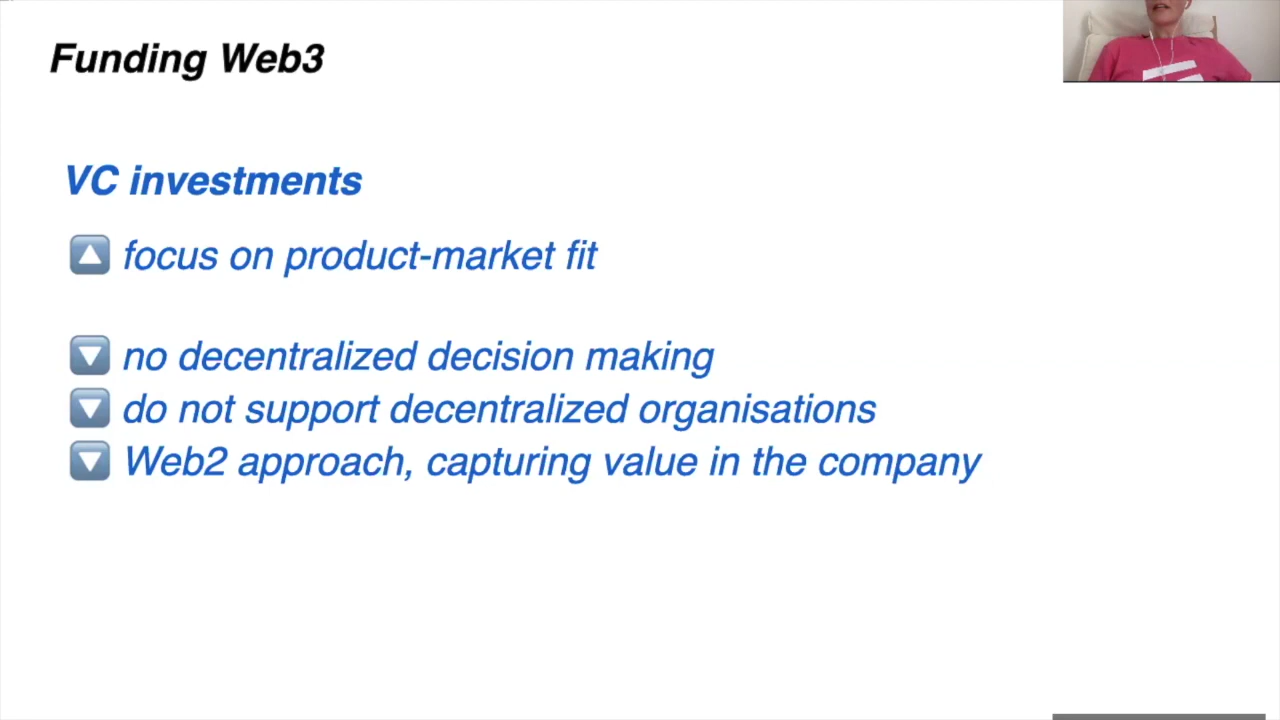 Funding Web3
VC investments
🔼 focus on product-market fit
🔽 no decentralized decision making
🔽 do not support decentralized organisations
🔽 Web2 approach, capturing value in the company